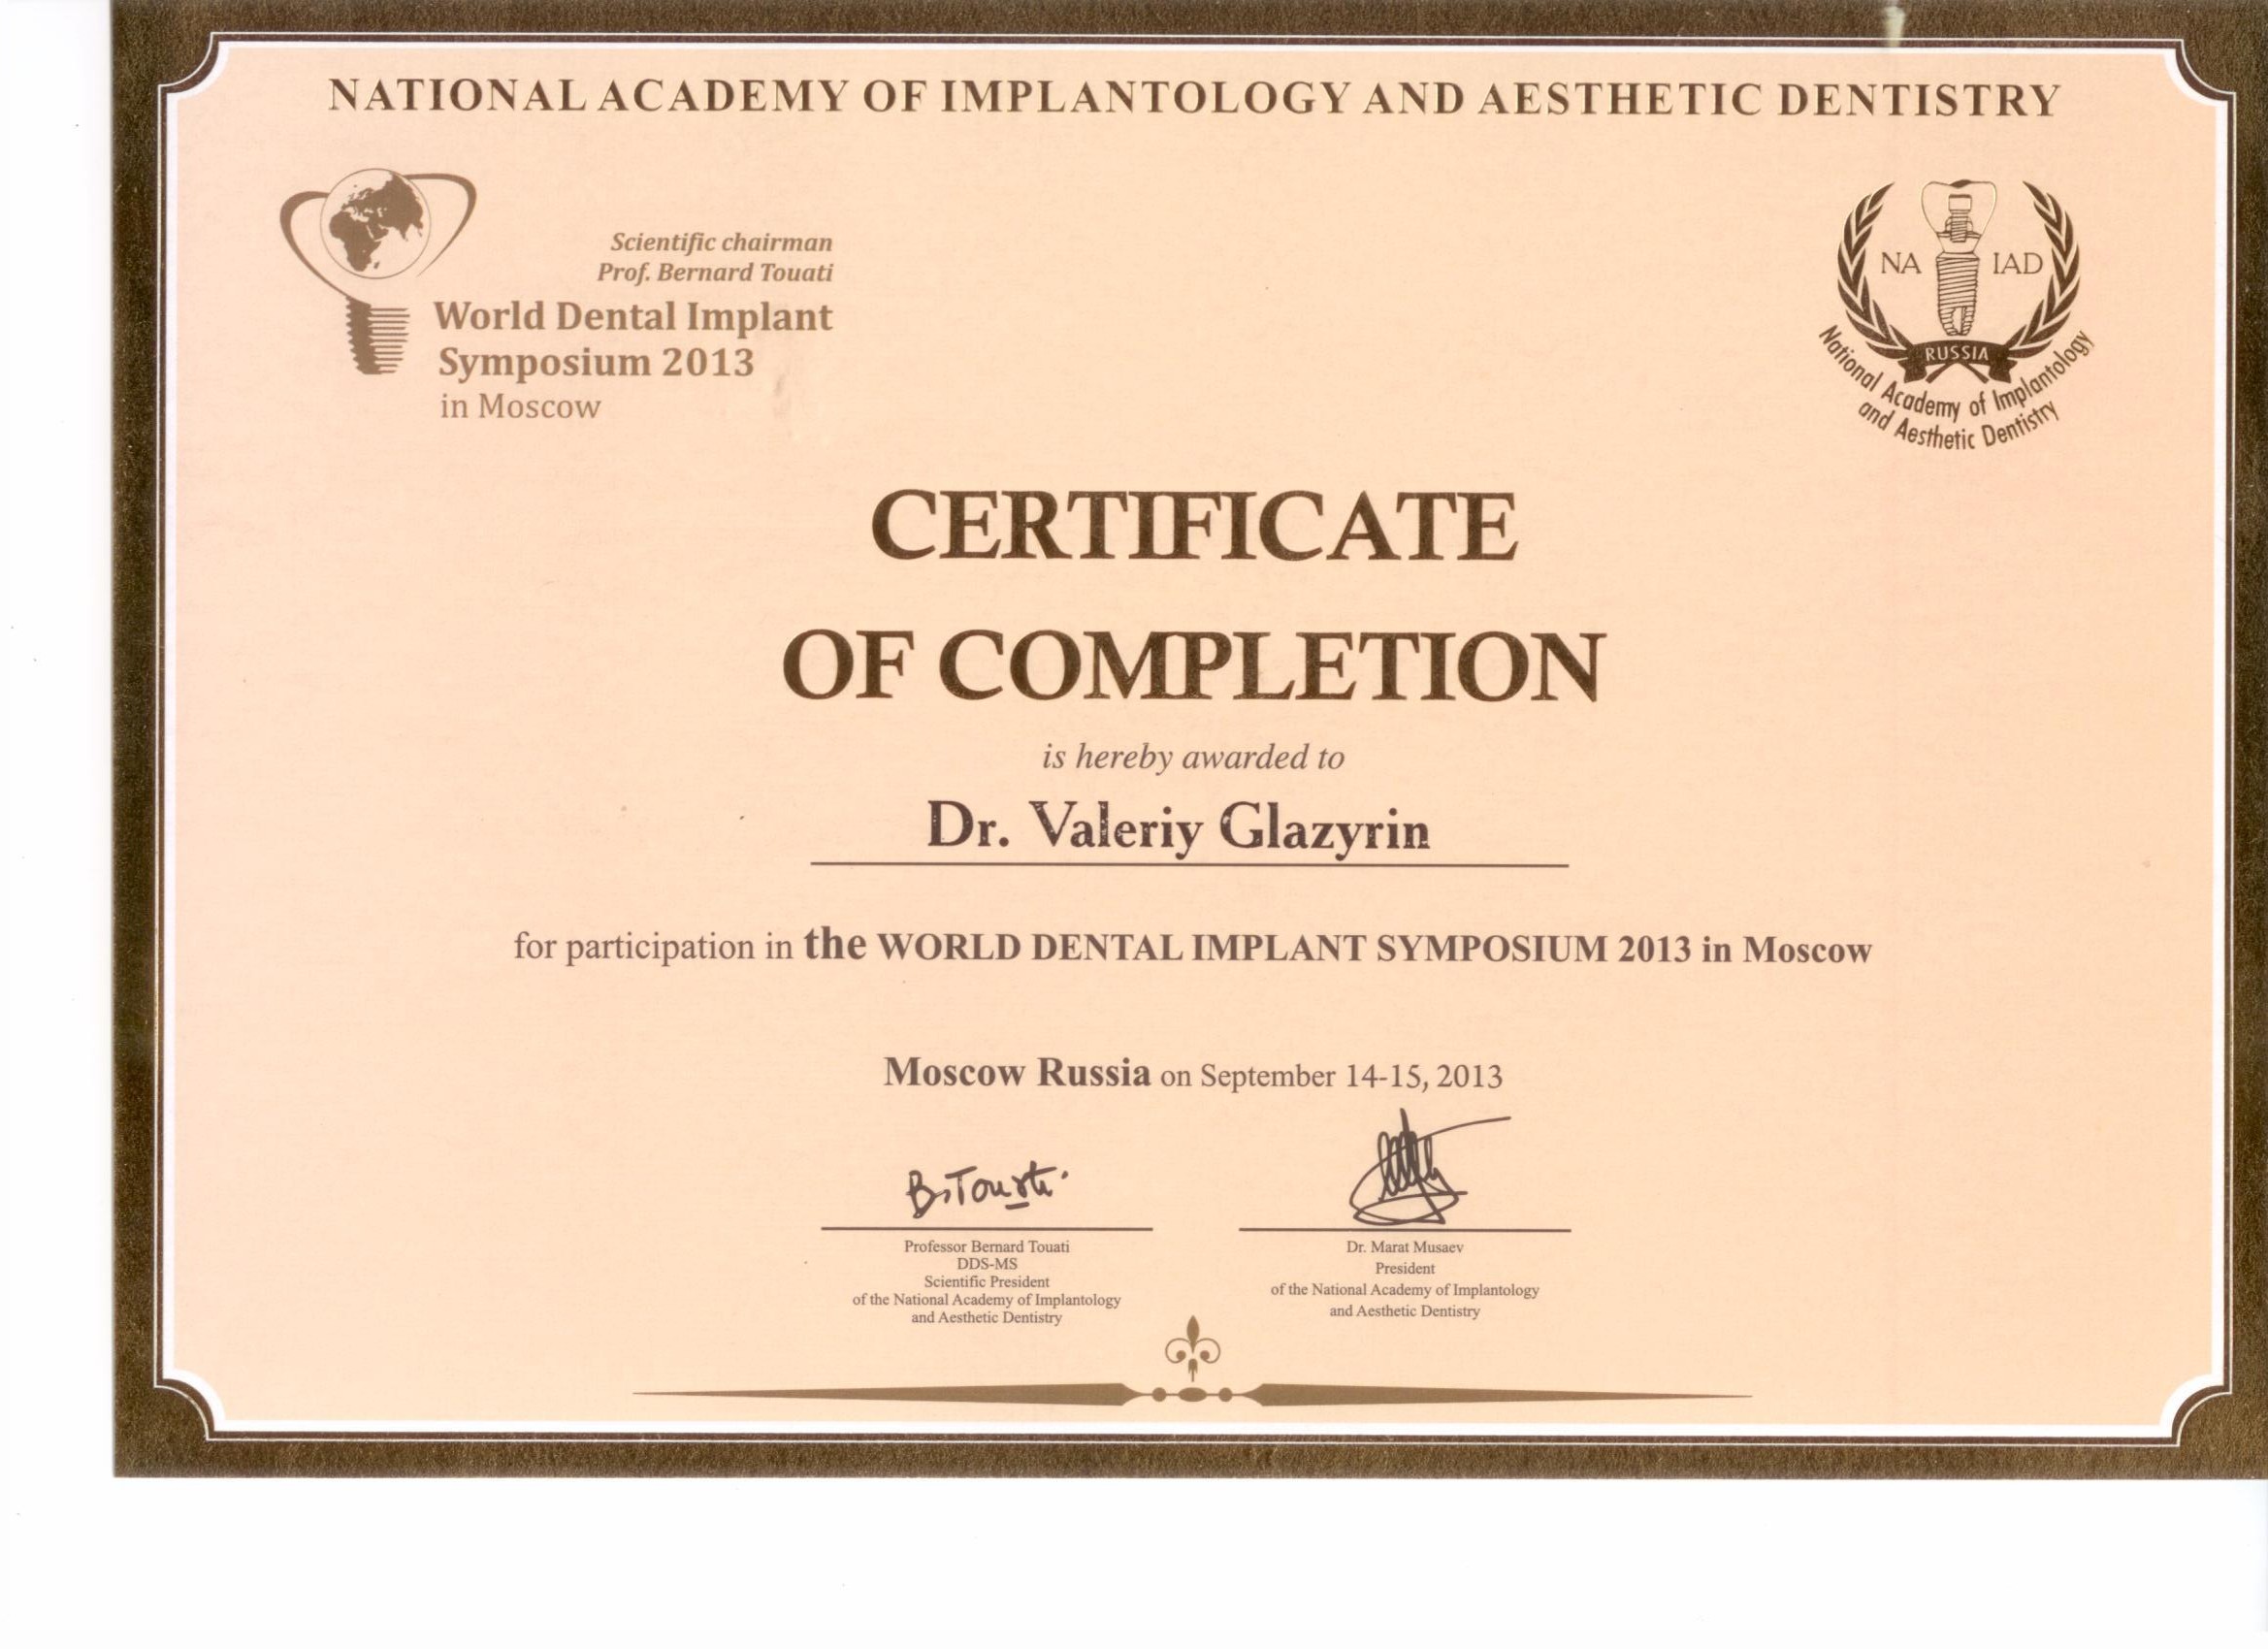 NATIONAL ACADEMY OF IMPLANTOLOGY AND AESTHETIC DENTISTRY
Scientific chairman
Prof. Bernard Touati
World Dental Implant
Symposium 2013
in Moscow
NA IAD
RUSSIA
National Academy of Implantology
and Aesthetic Dentistry
CERTIFICATE
OF COMPLETION
is hereby awarded to
Dr. Valeriy Glazyrin
for participation in the WORLD DENTAL IMPLANT SYMPOSIUM 2013 in Moscow
Moscow Russia on September 14-15, 2013
B. Touati
Professor Bernard Touati
DDS-MS
Scientific President
of the National Academy of Implantology
and Aesthetic Dentistry
Dr. Marat Musaev
President
of the National Academy of Implantology
and Aesthetic Dentistry